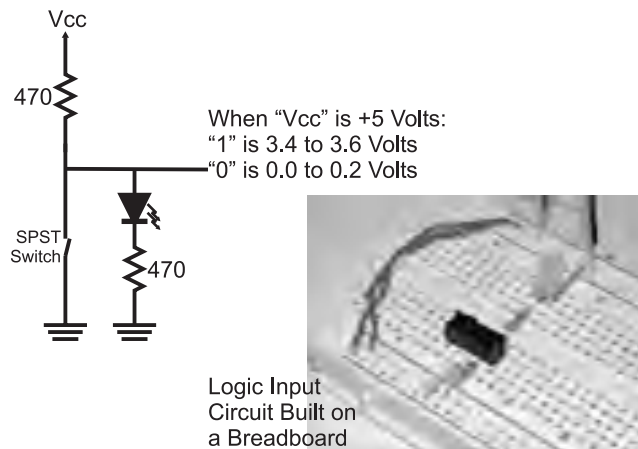 Vcc
470
When “Vcc” is +5 Volts:
“1” is 3.4 to 3.6 Volts
“0” is 0.0 to 0.2 Volts
SPST
Switch
470
Logic Input
Circuit Built on
a Breadboard